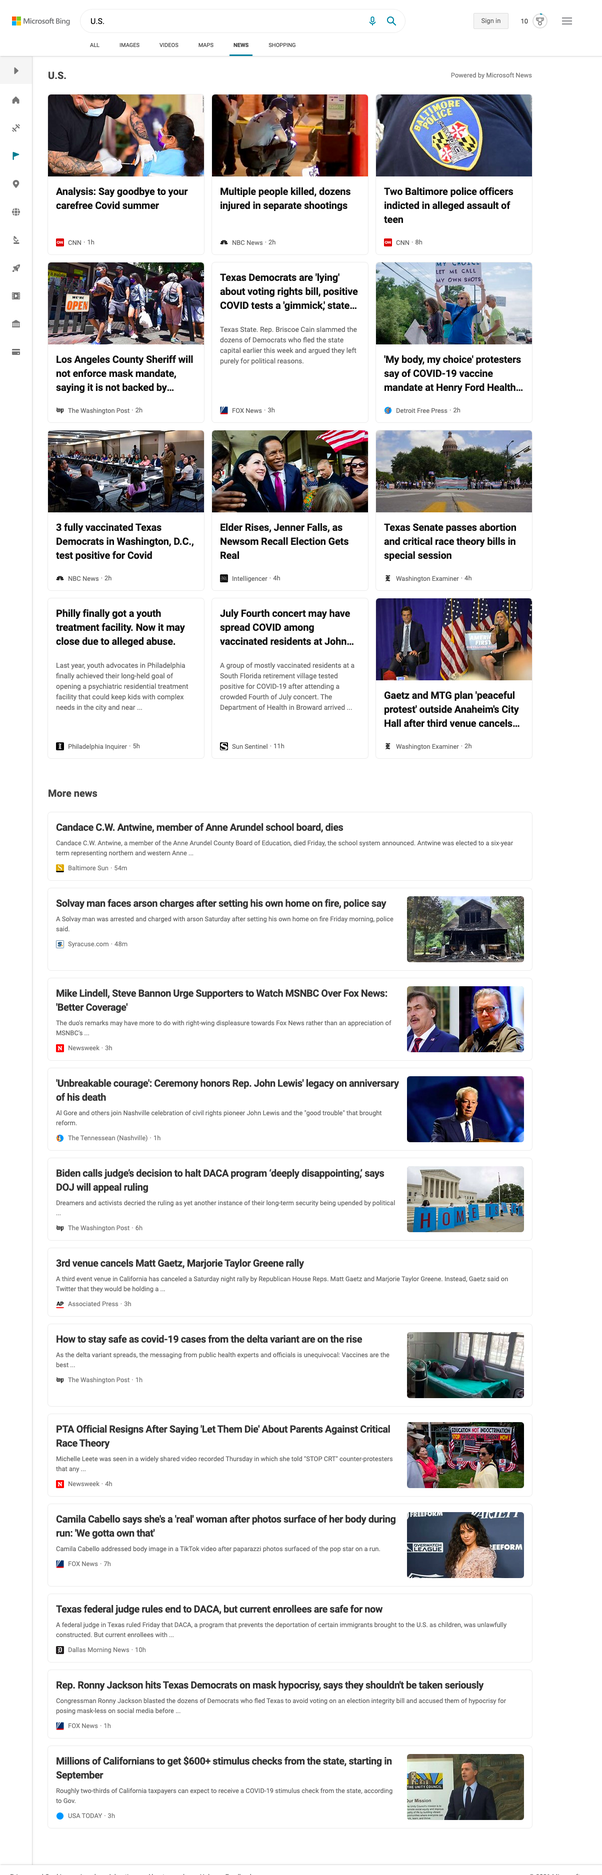 Microsoft Bing
U.S.
Sign in
10
ALL
IMAGES
VIDEOS
MAPS
NEWS
SHOPPING
U.S.
Powered by Microsoft News
BALTIMORE
POLICE
Analysis: Say goodbye to your
carefree Covid summer
CNN · 1h
Multiple people killed, dozens
injured in separate shootings
NBC News · 2h
Two Baltimore police officers
indicted in alleged assault of
teen
CNN · 8h
OPEN
Los Angeles County Sheriff will
not enforce mask mandate,
saying it is not backed by...
The Washington Post · 2h
Texas Democrats are 'lying'
about voting rights bill, positive
COVID tests a 'gimmick,' state...
Texas State. Rep. Briscoe Cain slammed the
dozens of Democrats who fled the state
capital earlier this week and argued they left
purely for political reasons.
FOX News · 3h
LET ME CALL
MY OWN SHOTS
'My body, my choice' protesters
say of COVID-19 vaccine
mandate at Henry Ford Health...
Detroit Free Press · 2h
3 fully vaccinated Texas
Democrats in Washington, D.C.,
test positive for Covid
NBC News · 2h
Elder Rises, Jenner Falls, as
Newsom Recall Election Gets
Real
Intelligencer · 4h
Texas Senate passes abortion
and critical race theory bills in
special session
Washington Examiner · 4h
Philly finally got a youth
treatment facility. Now it may
close due to alleged abuse.
Last year, youth advocates in Philadelphia
finally achieved their long-held goal of
opening a psychiatric residential treatment
facility that could keep kids with complex
needs in the city and near ...
Philadelphia Inquirer · 5h
July Fourth concert may have
spread COVID among
vaccinated residents at John...
A group of mostly vaccinated residents at a
South Florida retirement village tested
positive for COVID-19 after attending a
crowded Fourth of July concert. The
Department of Health in Broward arrived ...
Sun Sentinel · 11h
Gaetz and MTG plan 'peaceful
protest' outside Anaheim's City
Hall after third venue cancels...
Washington Examiner · 2h
More news
Candace C.W. Antwine, member of Anne Arundel school board, dies
Candace C.W. Antwine, a member of the Anne Arundel County Board of Education, died Friday, the school system announced. Antwine was elected to a six-year
term representing northern and western Anne ...
Baltimore Sun · 54m
Solvay man faces arson charges after setting his own home on fire, police say
A Solvay man was arrested and charged with arson Saturday after setting his own home on fire Friday morning, police
said.
Syracuse.com · 48m
Mike Lindell, Steve Bannon Urge Supporters to Watch MSNBC Over Fox News:
'Better Coverage'
The duo's remarks may have more to do with right-wing displeasure towards Fox News rather than an appreciation of
MSNBC's ...
Newsweek · 3h
'Unbreakable courage': Ceremony honors Rep. John Lewis' legacy on anniversary
of his death
Al Gore and others join Nashville celebration of civil rights pioneer John Lewis and the "good trouble" that brought
reform.
The Tennessean (Nashville) · 1h
Biden calls judge's decision to halt DACA program 'deeply disappointing,' says
DOJ will appeal ruling
Dreamers and activists decried the ruling as yet another instance of their long-term security being upended by political
...
The Washington Post · 6h
HOME
3rd venue cancels Matt Gaetz, Marjorie Taylor Greene rally
A third event venue in California has canceled a Saturday night rally by Republican House Reps. Matt Gaetz and Marjorie Taylor Greene. Instead, Gaetz said on
Twitter that they would be holding a ...
Associated Press · 3h
How to stay safe as covid-19 cases from the delta variant are on the rise
As the delta variant spreads, the messaging from public health experts and officials is unequivocal: Vaccines are the
best ...
The Washington Post · 1h
PTA Official Resigns After Saying 'Let Them Die' About Parents Against Critical
Race Theory
Michelle Leete was seen in a widely shared video recorded Thursday in which she told "STOP CRT" counter-protesters
that any ...
Newsweek · 4h
EDUCATION NOT INDOCTRINATION
Camila Cabello says she's a 'real' woman after photos surface of her body during
run: 'We gotta own that'
Camila Cabello addressed body image in a TikTok video after paparazzi photos surfaced of the pop star on a run.
FOX News · 7h
FREEFORM
VARIETY
OVERWATCH
LEAGUE
EEFORM
Texas federal judge rules end to DACA, but current enrollees are safe for now
A federal judge in Texas ruled Friday that DACA, a program that prevents the deportation of certain immigrants brought to the U.S. as children, was unlawfully
constructed. But current enrollees with ...
Dallas Morning News · 10h
Rep. Ronny Jackson hits Texas Democrats on mask hypocrisy, says they shouldn't be taken seriously
Congressman Ronny Jackson blasted the dozens of Democrats who fled Texas to avoid voting on an election integrity bill and accused them of hypocrisy for
posing mask-less on social media before ...
FOX News · 1h
Millions of Californians to get $600+ stimulus checks from the state, starting in
September
Roughly two-thirds of California taxpayers can expect to receive a COVID-19 stimulus check from the state, according
to Gov.
USA TODAY · 3h
THE UNITY COUNCIL
Our Mission